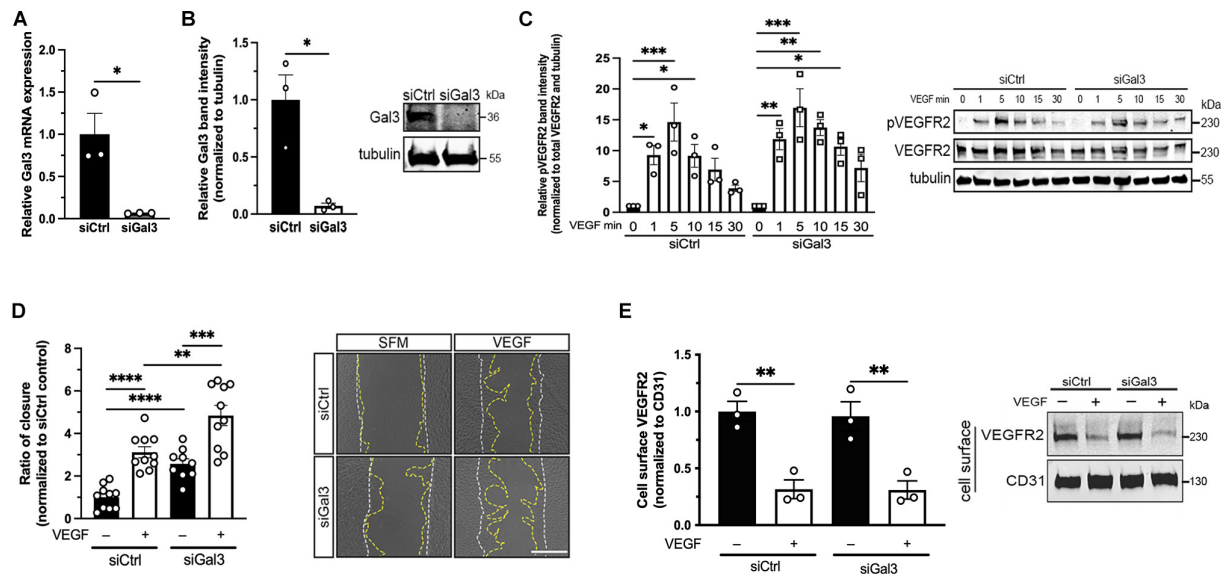 A
Relative Gal3 mRNA expression
2.0
1.5
1.0
0.5
0.0
*
siCtrl siGal3
B
Relative Gal3 band intensity
(normalized to tubulin)
1.5
1.0
0.5
0.0
*
siCtrl siGal3
siCtrl siGal3 kDa
Gal3 36
tubulin 55
C
Relative pVEGFR2 band intensity
(normalized to total VEGFR2 and tubulin)
25
20
15
10
5
0
***
*
*
***
**
*
**
VEGF min 0 1 5 10 15 30 0 1 5 10 15 30
siCtrl siGal3
siCtrl siGal3
VEGF min 0 1 5 10 15 30 0 1 5 10 15 30 kDa
pVEGFR2 230
VEGFR2 230
tubulin 55
D
Ratio of closure
(normalized to siCtrl control)
8
6
4
2
0
***
**
****
****
VEGF – + – +
siCtrl siGal3
SFM VEGF
siCtrl
siGal3
E
Cell surface VEGFR2
(normalized to CD31)
1.5
1.0
0.5
0.0
**
**
VEGF – + – +
siCtrl siGal3
siCtrl siGal3
VEGF – + – + kDa
cell surface
VEGFR2 230
CD31 130